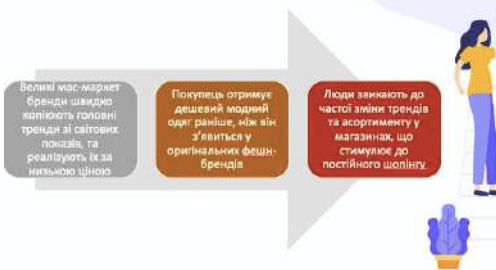 Великі мас-маркет
бренди швидко
копіюють головні
тренди зі світових
показів, та
реалізують їх за
низькою ціною
Покупець отримує
дешевий модний
одяг раніше, ніж він
з’явиться у
оригінальних фешн-
брендів
Люди звикають до
частої зміни трендів
та асортименту у
магазинах, що
стимулює до
постійного шопінгу